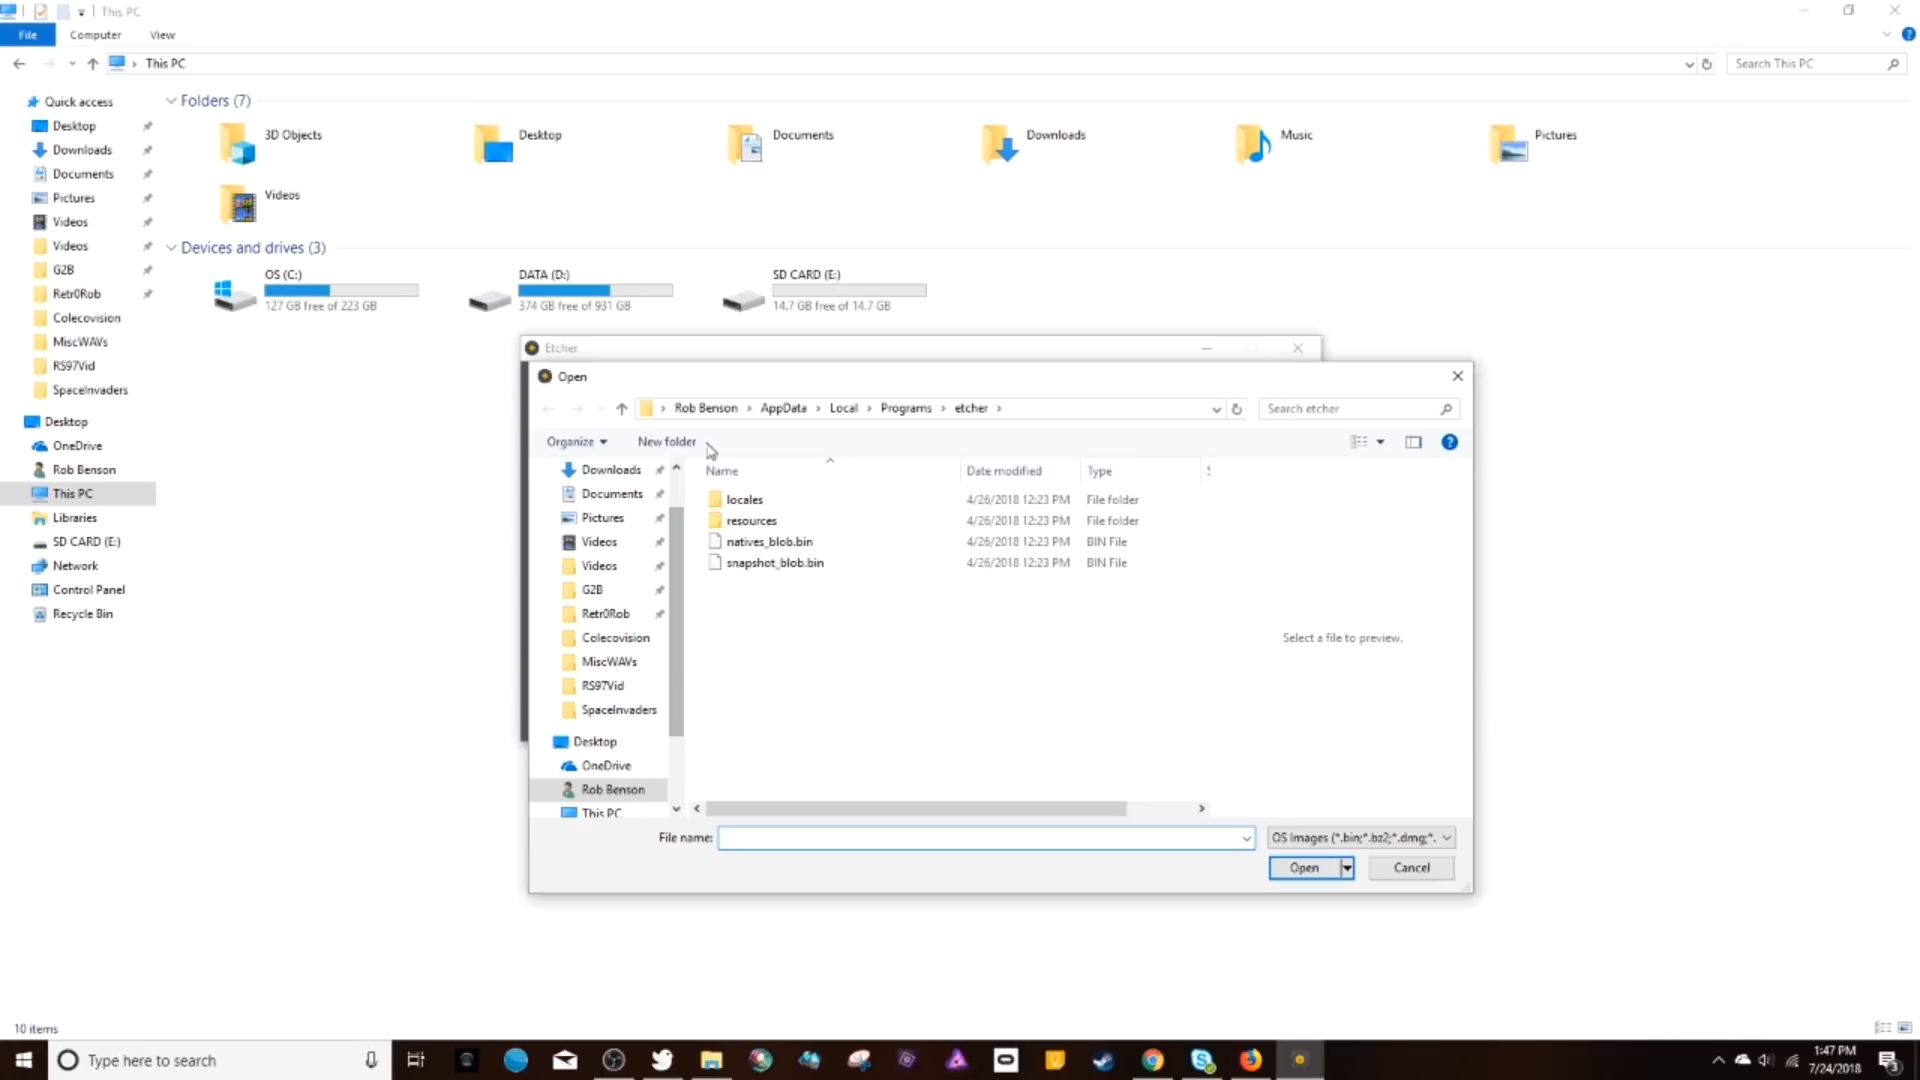 This PC
File
Computer
View
This PC
Search This PC
Quick access
Desktop
Downloads
Documents
Pictures
Videos
Videos
G2B
Retr0Rob
Colecovision
MiscWAVs
RS97Vid
SpaceInvaders
Desktop
OneDrive
Rob Benson
This PC
Libraries
SD CARD (E:)
Network
Control Panel
Recycle Bin
Folders (7)
3D Objects
Desktop
Documents
Downloads
Music
Pictures
Videos
Devices and drives (3)
OS (C:)
127 GB free of 223 GB
DATA (D:)
374 GB free of 931 GB
SD CARD (E:)
14.7 GB free of 14.7 GB
Etcher
Open
Rob Benson > AppData > Local > Programs > etcher >
Search etcher
Organize
New folder
Downloads
Documents
Pictures
Videos
Videos
G2B
Retr0Rob
Colecovision
MiscWAVs
RS97Vid
SpaceInvaders
Desktop
OneDrive
Rob Benson
This PC
Name Date modified Type S
locales 4/26/2018 12:23 PM File folder
resources 4/26/2018 12:23 PM File folder
natives_blob.bin 4/26/2018 12:23 PM BIN File
snapshot_blob.bin 4/26/2018 12:23 PM BIN File
Select a file to preview.
File name:
OS Images (*.bin;*.bz2;*.dmg;*.
Open
Cancel
10 items
Type here to search
1:47 PM
7/24/2018
3